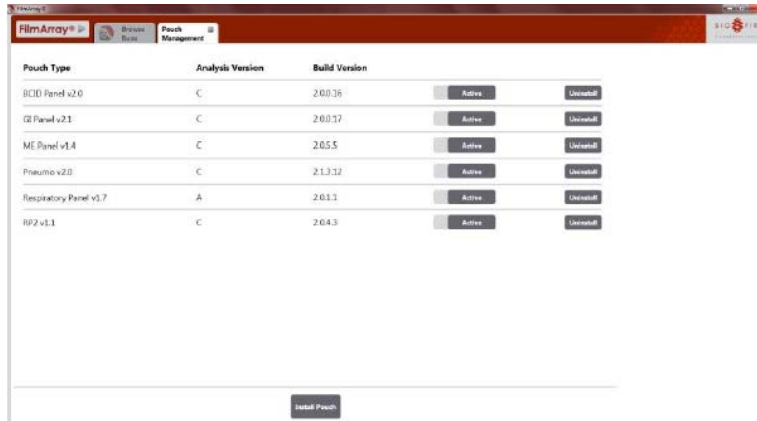 FilmArray®
FilmArray®
Browse
Runs
Pouch
Management
BIO FIRE
Pouch Type Analysis Version Build Version
BCID Panel v2.0 C 2.0.0.16 Active Uninstall
GI Panel v2.1 C 2.0.0.17 Active Uninstall
ME Panel v1.4 C 2.0.5.5 Active Uninstall
Pneumo v2.0 C 2.1.3.12 Active Uninstall
Respiratory Panel v1.7 A 2.0.1.1 Active Uninstall
RP2 v1.1 C 2.0.4.3 Active Uninstall
Install Pouch